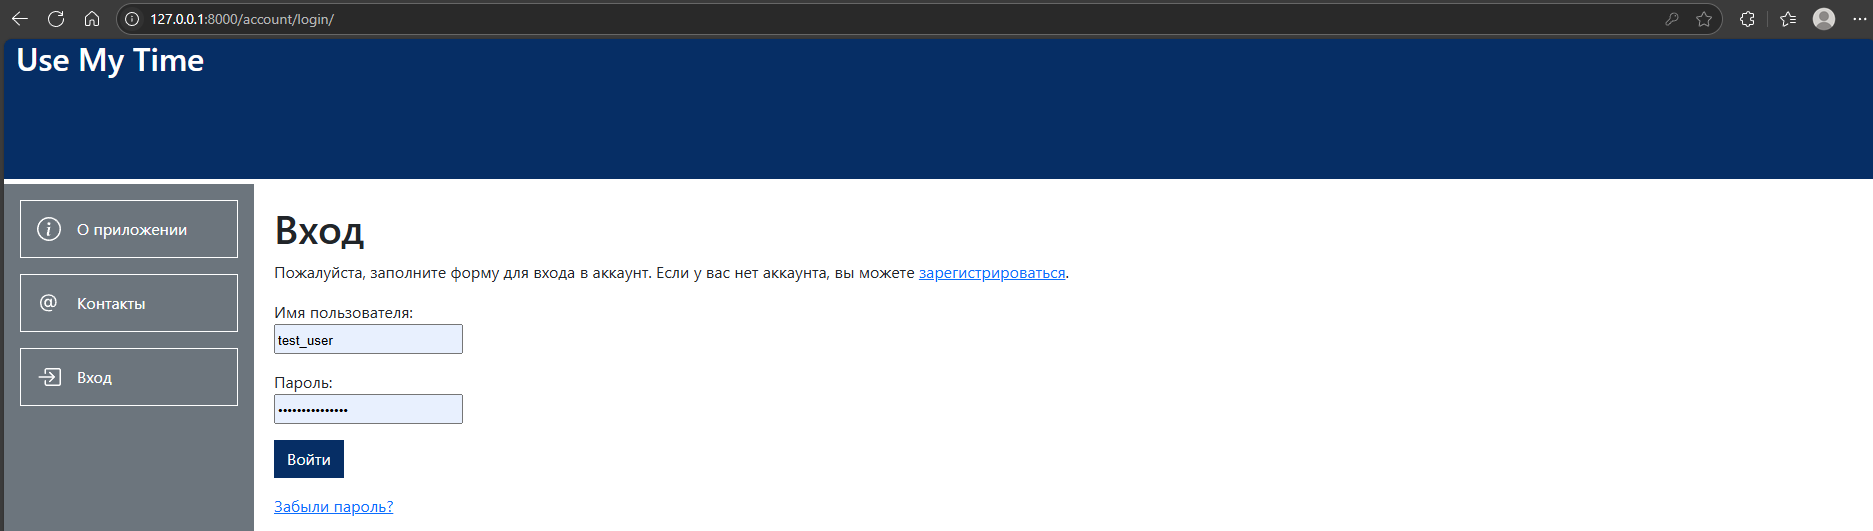 127.0.0.1:8000/account/login/
Use My Time
О приложении
Контакты
Вход
Вход
Пожалуйста, заполните форму для входа в аккаунт. Если у вас нет аккаунта, вы можете зарегистрироваться.
Имя пользователя:
test_user
Пароль:
•••••••••••••••
Войти
Забыли пароль?